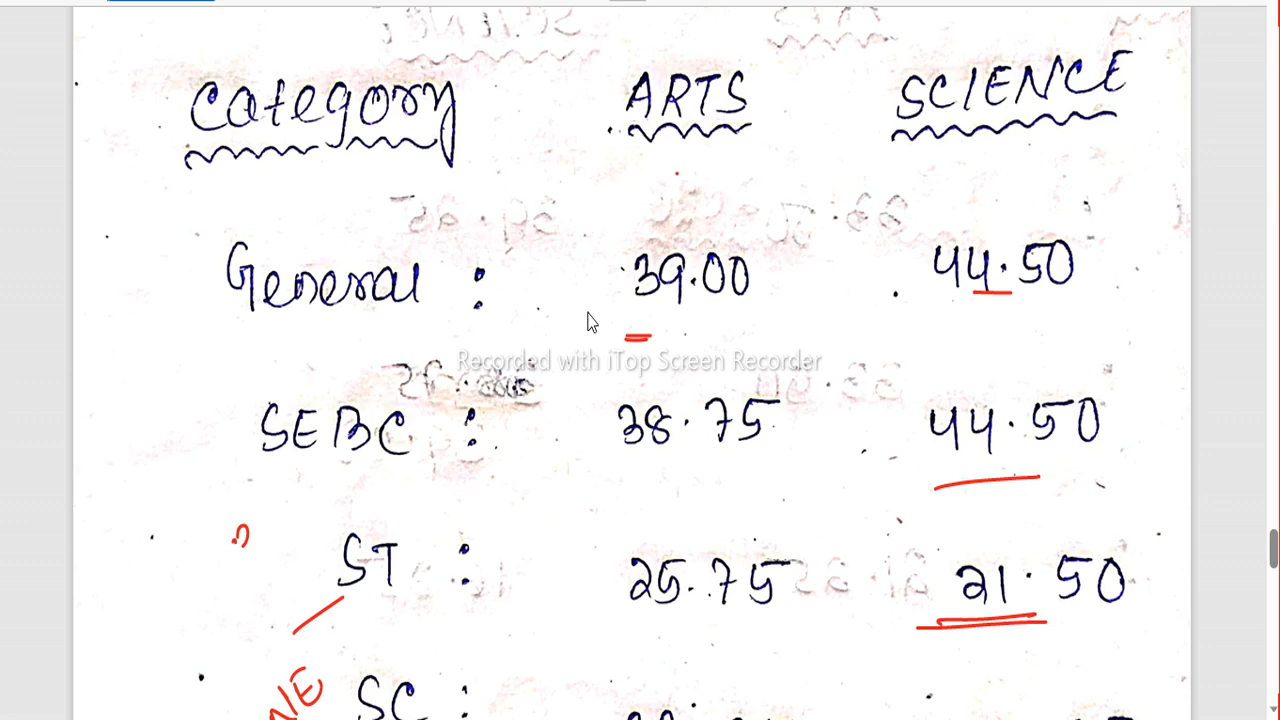 Category ARTS SCIENCE
General : 39.00 44.50
Recorded with iTop Screen Recorder
SEBC : 38.75 44.50
ST : 25.75 21.50
SC :